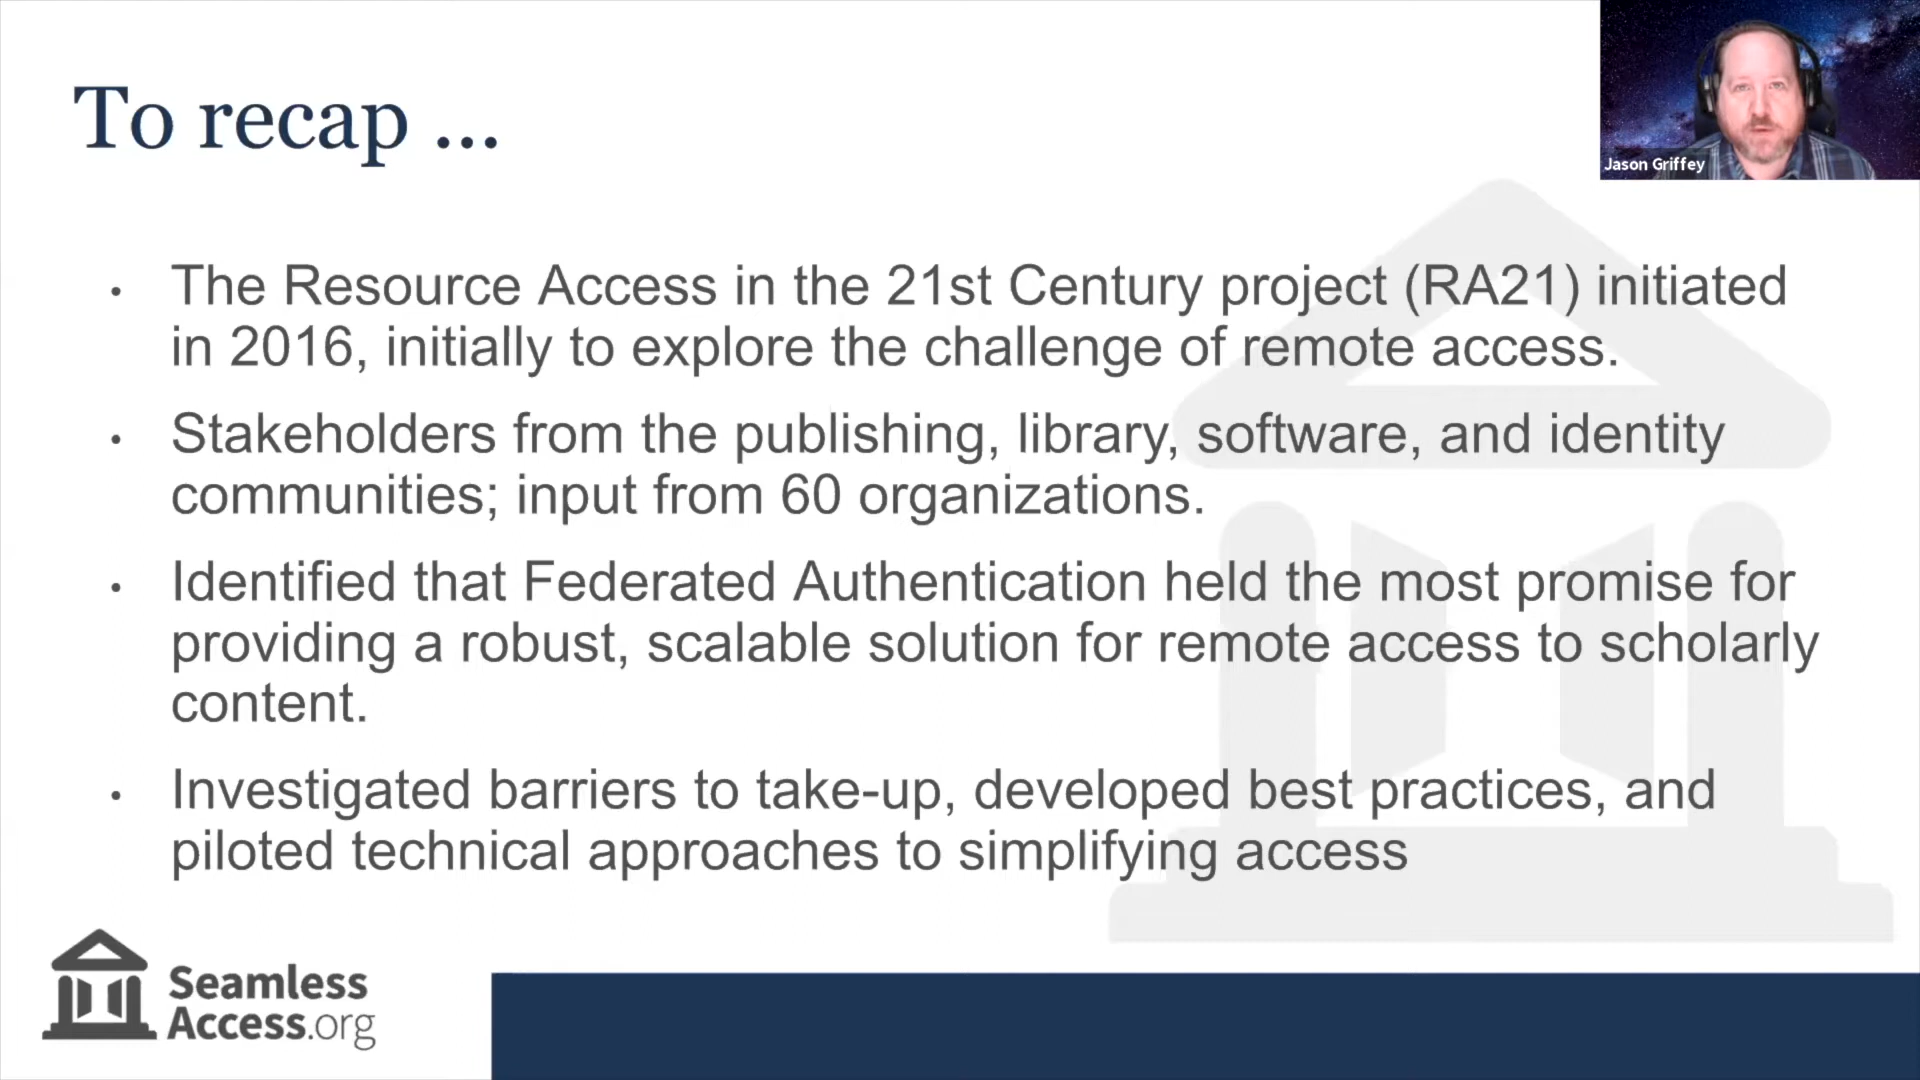 To recap ...
Jason Griffey
• The Resource Access in the 21st Century project (RA21) initiated
in 2016, initially to explore the challenge of remote access.
• Stakeholders from the publishing, library, software, and identity
communities; input from 60 organizations.
• Identified that Federated Authentication held the most promise for
providing a robust, scalable solution for remote access to scholarly
content.
• Investigated barriers to take-up, developed best practices, and
piloted technical approaches to simplifying access
Seamless
Access.org